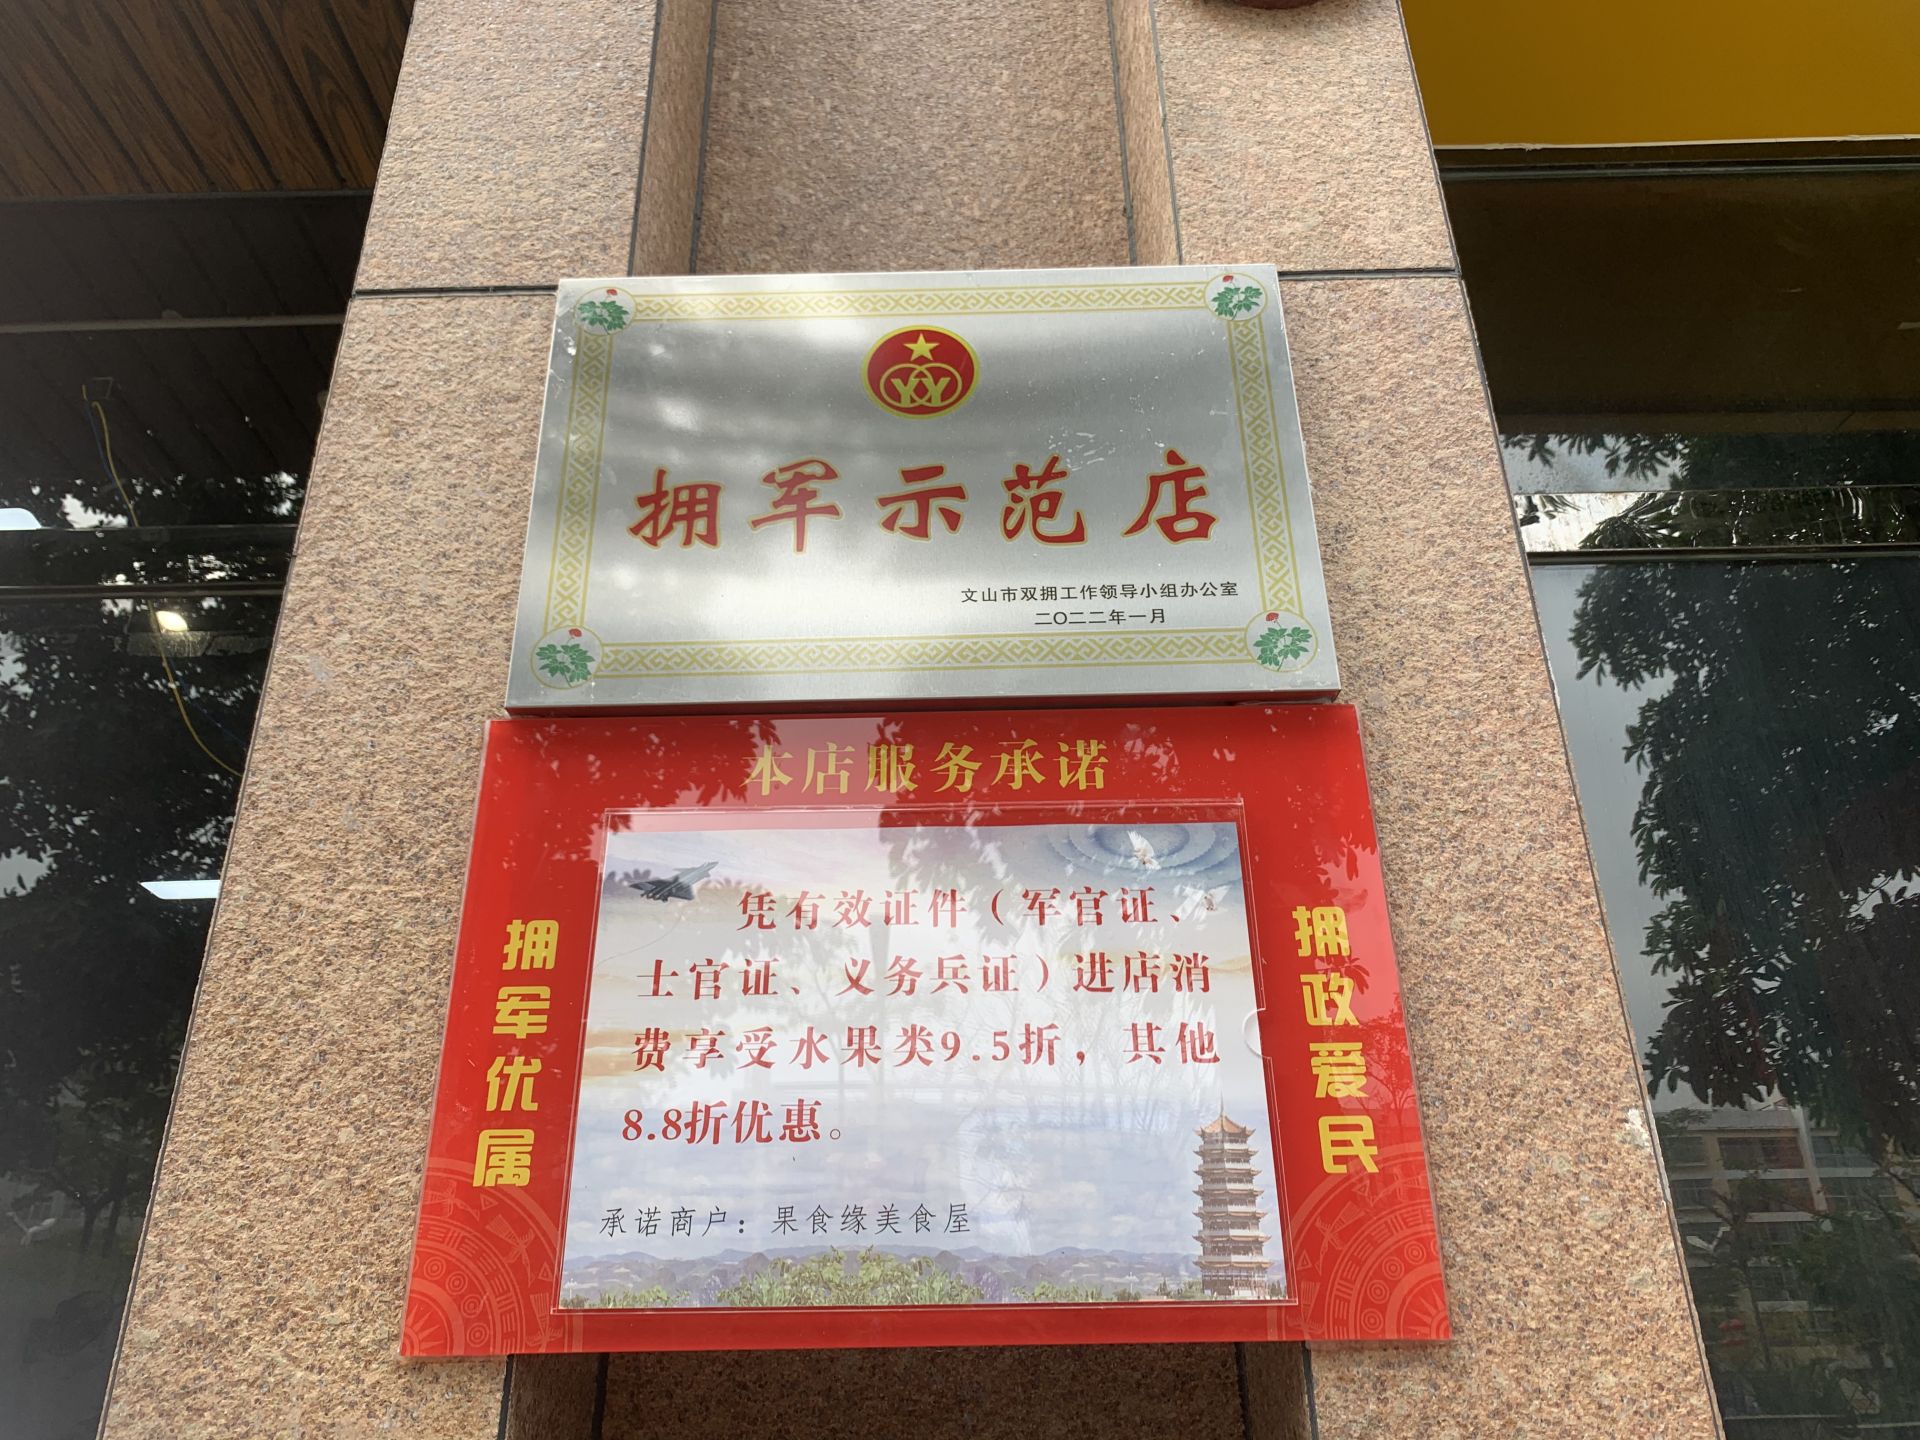 拥军示范店
文山市双拥工作领导小组办公室
二〇二二年一月
本店服务承诺
拥军优属
凭有效证件（军官证、
士官证、义务兵证）进店消
费享受水果类9.5折，其他
8.8折优惠。
承诺商户：果食缘美食屋
拥政爱民